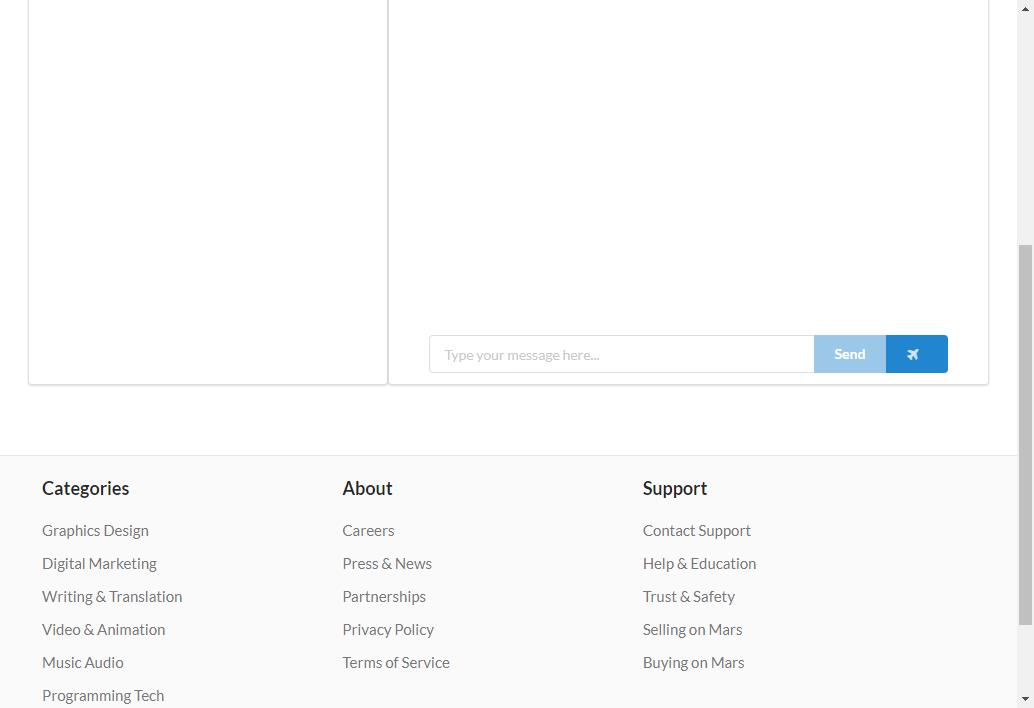 Type your message here...
Send
Categories
Graphics Design
Digital Marketing
Writing & Translation
Video & Animation
Music Audio
Programming Tech
About
Careers
Press & News
Partnerships
Privacy Policy
Terms of Service
Support
Contact Support
Help & Education
Trust & Safety
Selling on Mars
Buying on Mars